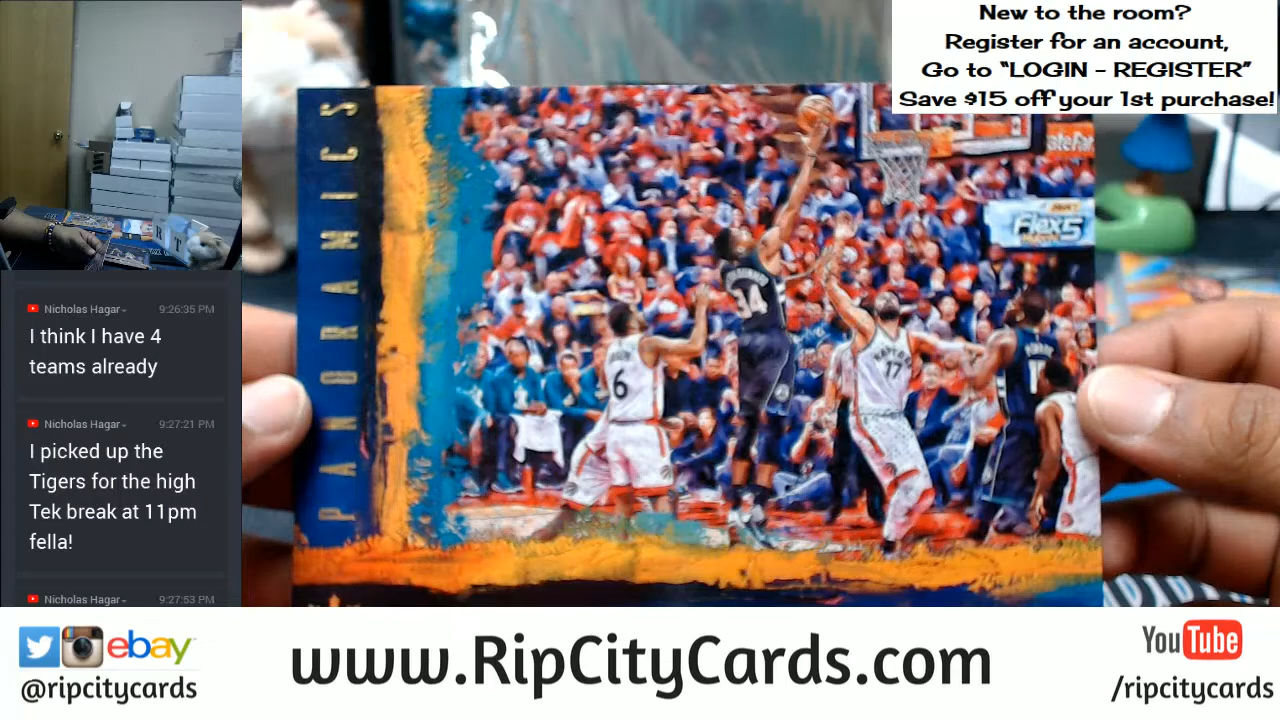 New to the room?
Register for an account,
Go to “LOGIN – REGISTER”
Save $15 off your 1st purchase!
PANORAMICS
Flex5
34
6
RAPTORS
17
Nicholas Hagar 9:26:35 PM
I think I have 4
teams already
Nicholas Hagar 9:27:21 PM
I picked up the
Tigers for the high
Tek break at 11pm
fella!
Nicholas Hagar 9:27:53 PM
ebay
@ripcitycards
www.RipCityCards.com
YouTube
/ripcitycards